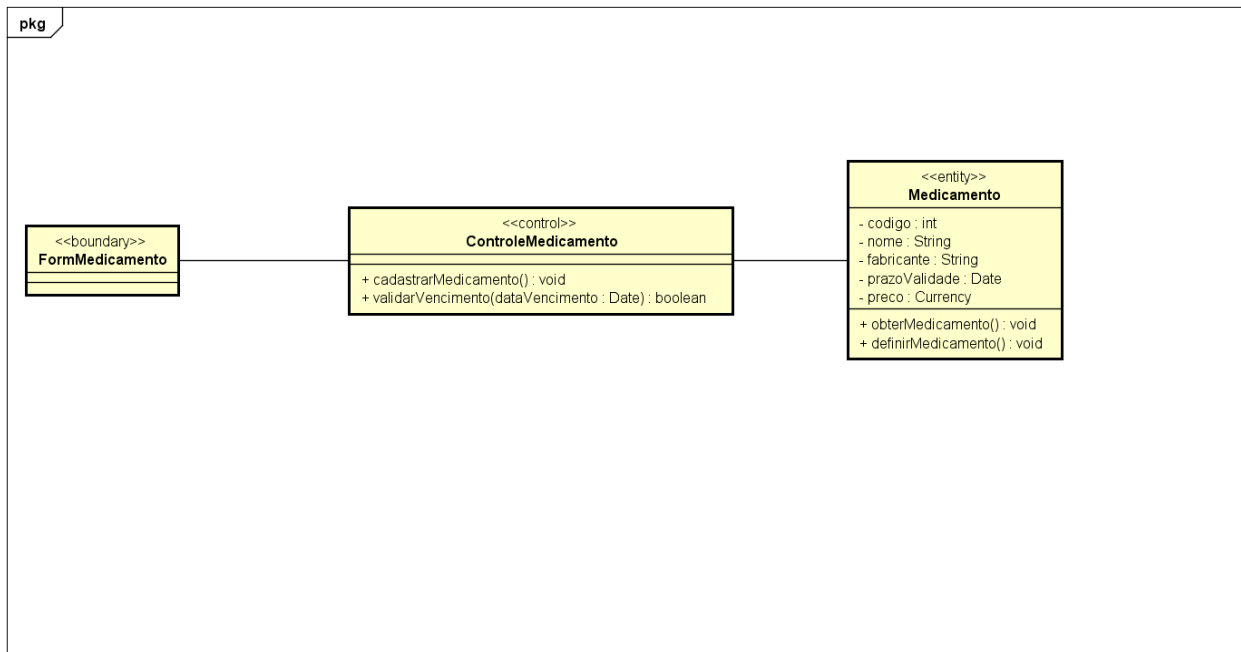 pkg
<<boundary>>
FormMedicamento
<<control>>
ControleMedicamento
+ cadastrarMedicamento() : void
+ validarVencimento(dataVencimento : Date) : boolean
<<entity>>
Medicamento
- codigo : int
- nome : String
- fabricante : String
- prazoValidade : Date
- preco : Currency
+ obterMedicamento() : void
+ definirMedicamento() : void